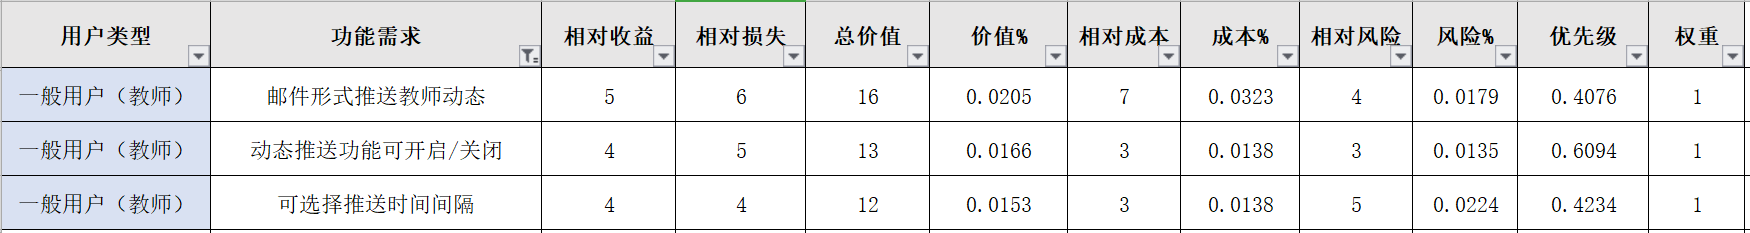 用户类型 功能需求 相对收益 相对损失 总价值 价值% 相对成本 成本% 相对风险 风险% 优先级 权重
一般用户（教师） 邮件形式推送教师动态 5 6 16 0.0205 7 0.0323 4 0.0179 0.4076 1
一般用户（教师） 动态推送功能可开启/关闭 4 5 13 0.0166 3 0.0138 3 0.0135 0.6094 1
一般用户（教师） 可选择推送时间间隔 4 4 12 0.0153 3 0.0138 5 0.0224 0.4234 1